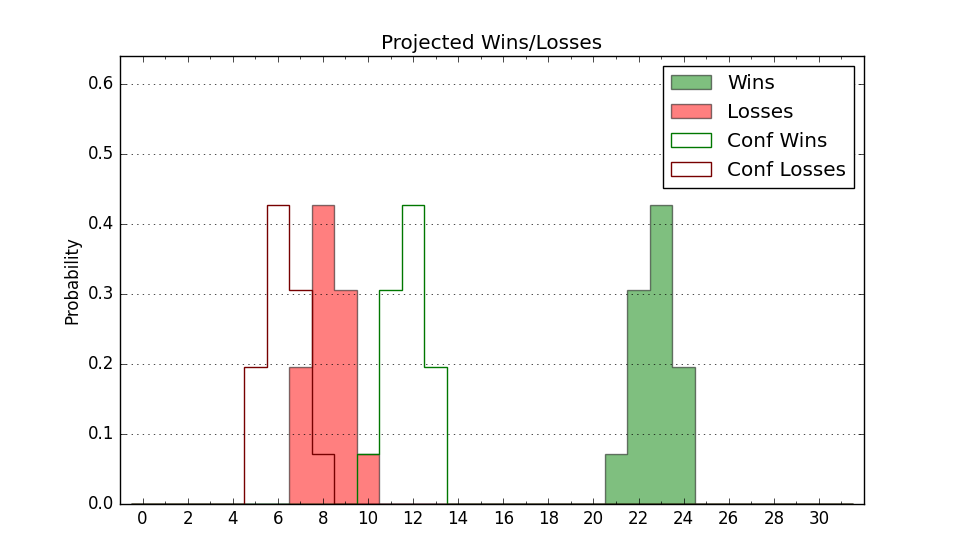 Projected Wins/Losses
Wins
Losses
Conf Wins
Conf Losses
Probability
0.6
0.5
0.4
0.3
0.2
0.1
0.0
0 2 4 6 8 10 12 14 16 18 20 22 24 26 28 30